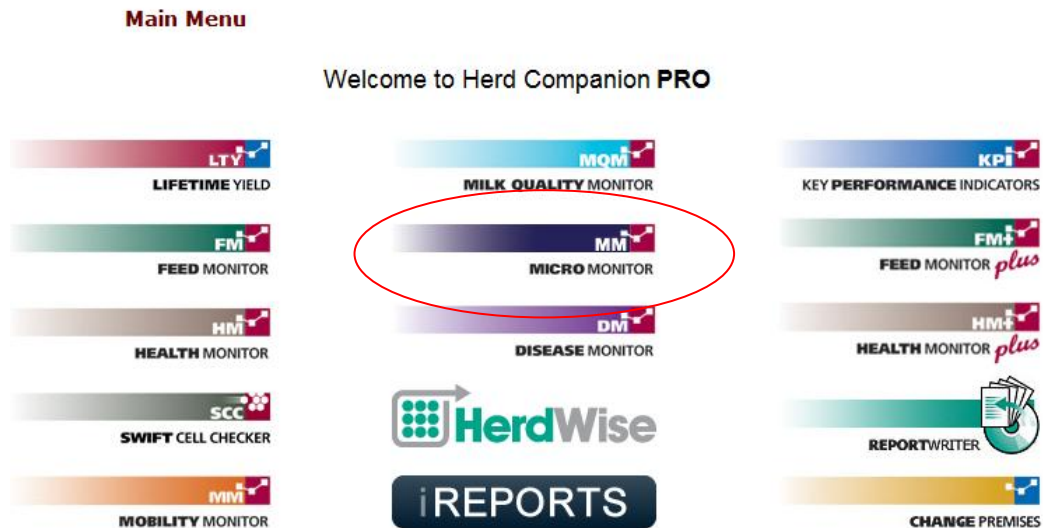 Main Menu
Welcome to Herd Companion PRO
LTY
LIFETIME YIELD
MQM
MILK QUALITY MONITOR
KPI
KEY PERFORMANCE INDICATORS
FM
FEED MONITOR
MM
MICRO MONITOR
FM+
FEED MONITOR plus
HM
HEALTH MONITOR
DM
DISEASE MONITOR
HM+
HEALTH MONITOR plus
SCC
SWIFT CELL CHECKER
HerdWise
REPORTWRITER
MM
MOBILITY MONITOR
iREPORTS
CHANGE PREMISES